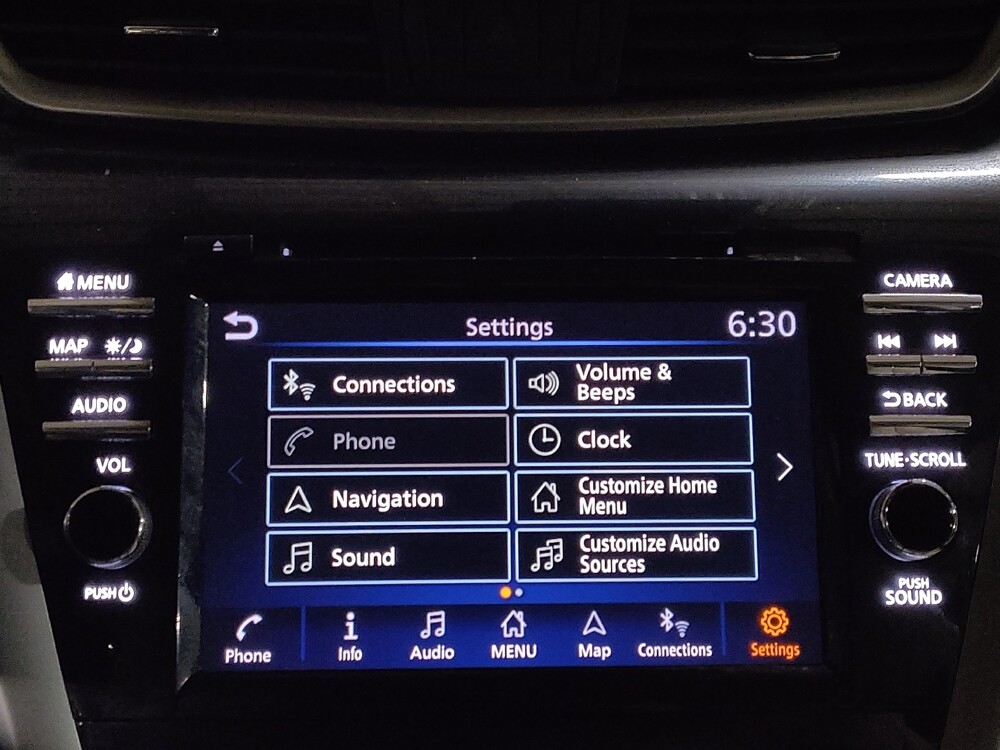 MENU
MAP
AUDIO
VOL
PUSH
Settings
6:30
Connections
Volume &
Beeps
Phone
Clock
Navigation
Customize Home
Menu
Sound
Customize Audio
Sources
Phone
Info
Audio
MENU
Map
Connections
Settings
CAMERA
BACK
TUNE·SCROLL
PUSH
SOUND